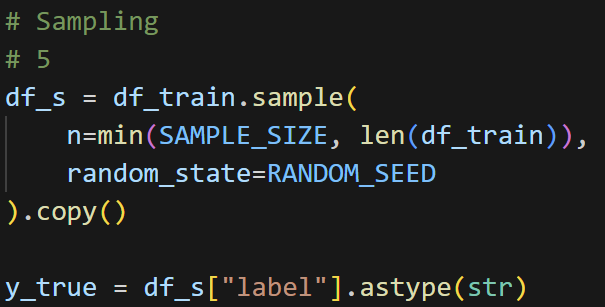 # Sampling
# 5
df_s = df_train.sample(
    n=min(SAMPLE_SIZE, len(df_train)),
    random_state=RANDOM_SEED
).copy()

y_true = df_s["label"].astype(str)